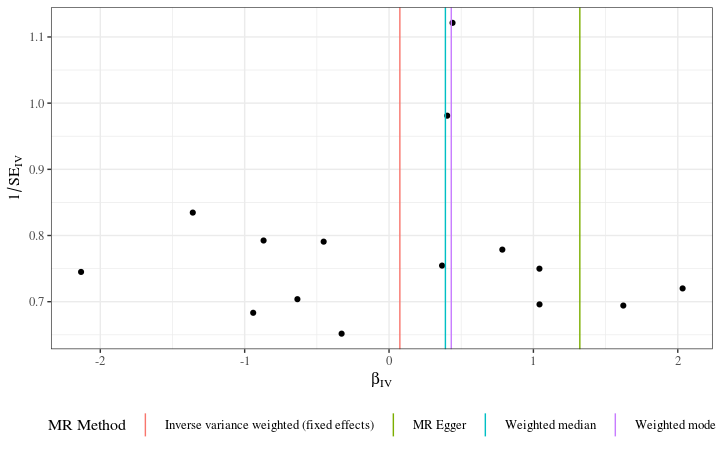 1.1
1.0
0.9
0.8
0.7
1/SE_IV
-2 -1 0 1 2
β_IV
MR Method Inverse variance weighted (fixed effects) MR Egger Weighted median Weighted mode